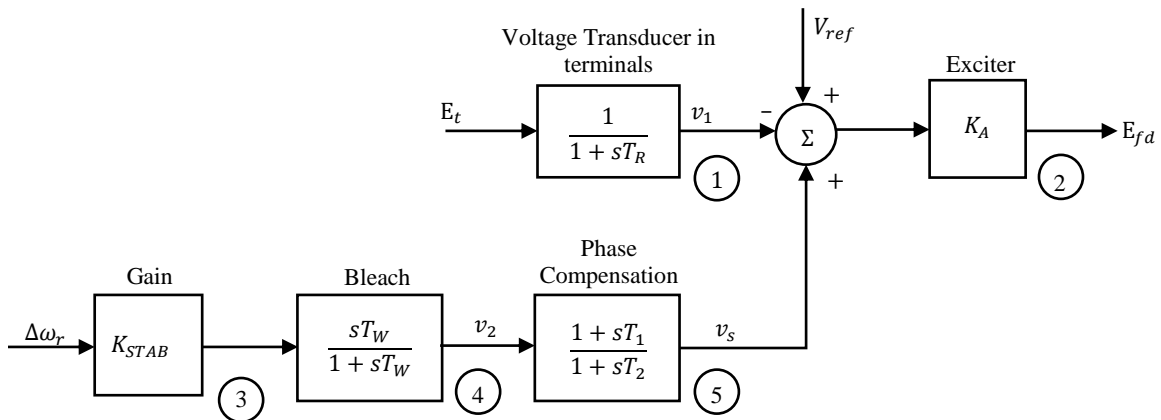 Voltage Transducer in
terminals
V_ref
Exciter
E_t
1
1 + sT_R
v_1
−
+
Σ
+
K_A
E_fd
1
2
Gain
Bleach
Phase
Compensation
Δω_r
K_STAB
sT_W
1 + sT_W
v_2
1 + sT_1
1 + sT_2
v_s
3
4
5